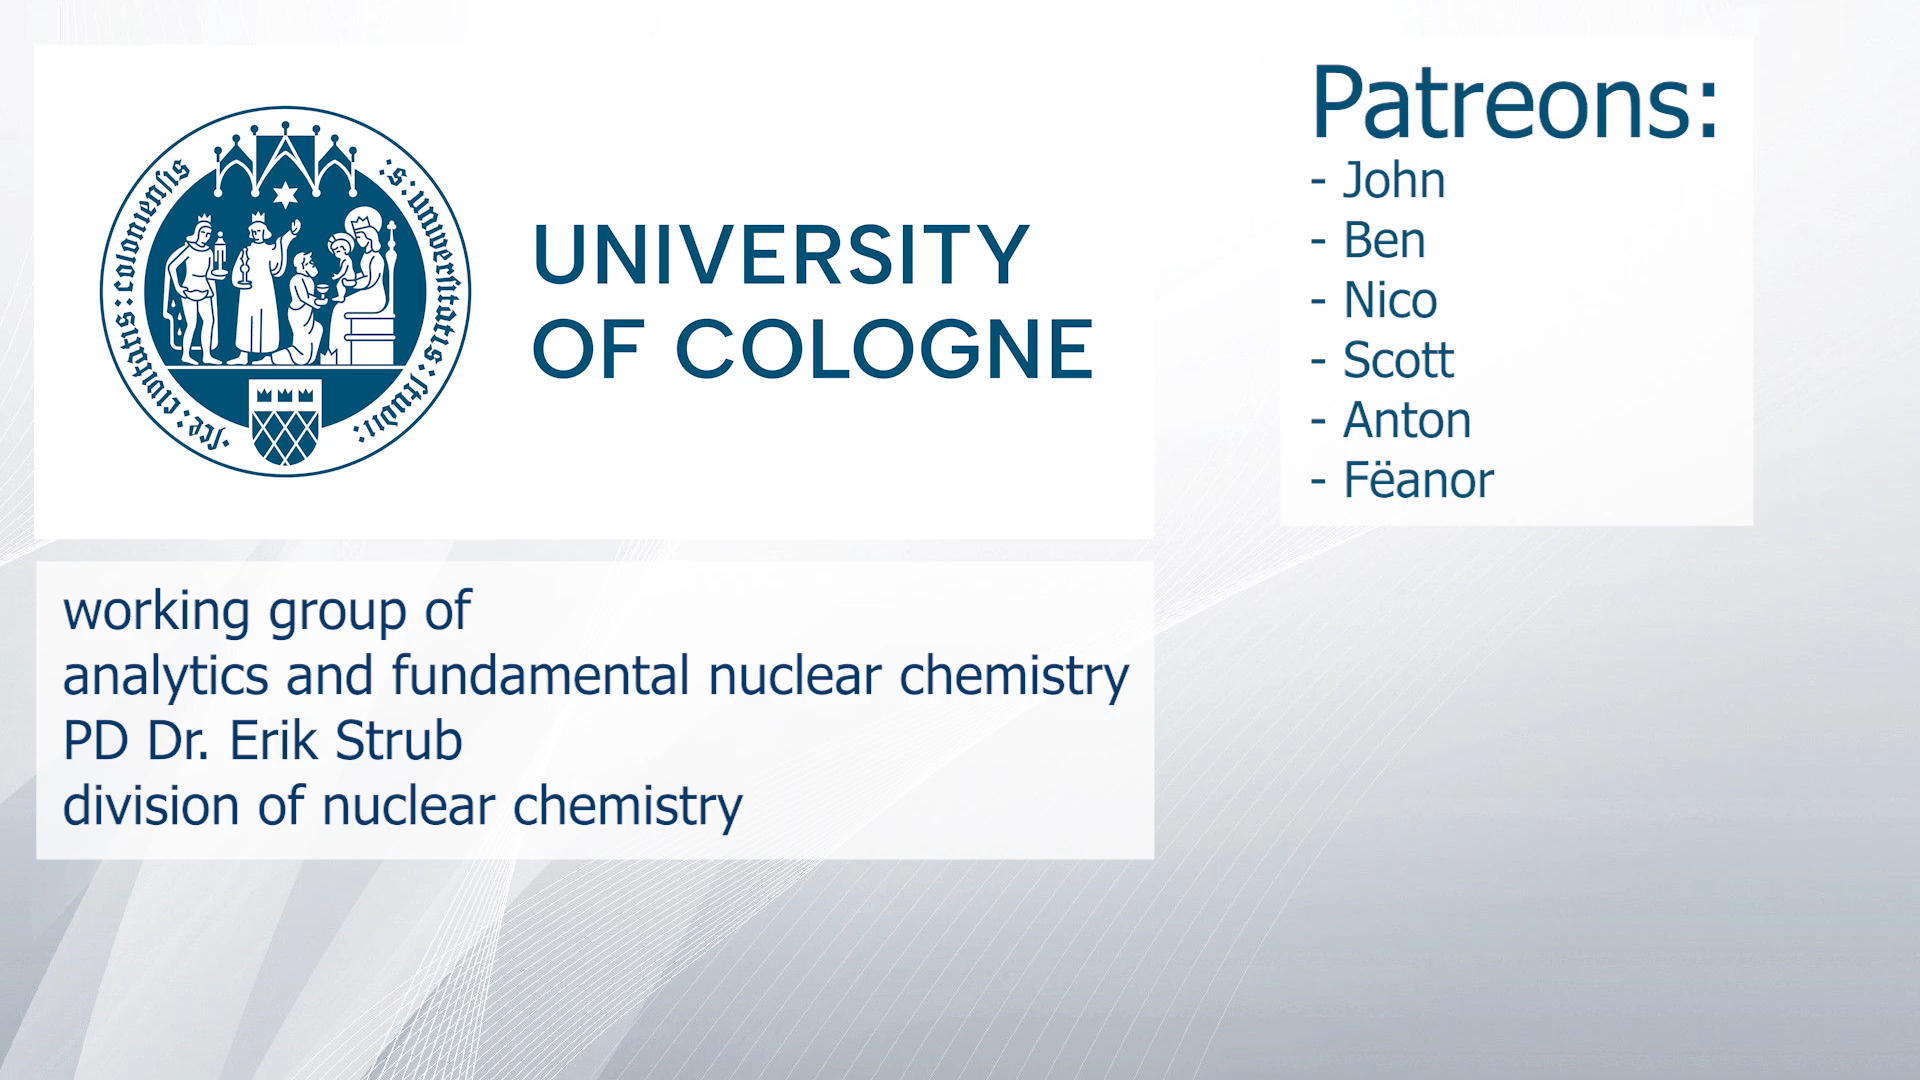 UNIVERSITY
OF COLOGNE
working group of
analytics and fundamental nuclear chemistry
PD Dr. Erik Strub
division of nuclear chemistry
Patreons:
- John
- Ben
- Nico
- Scott
- Anton
- Fëanor